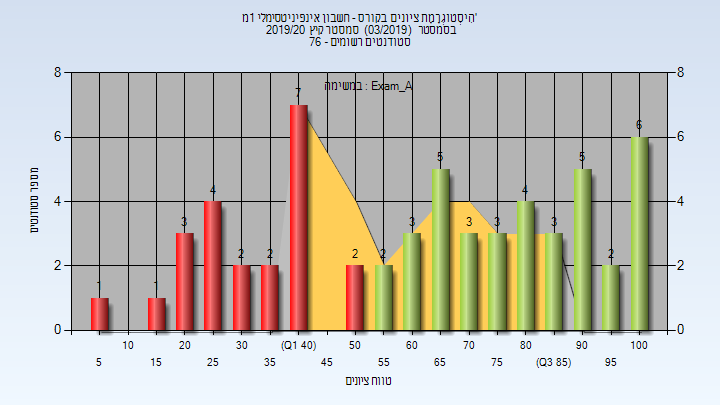 היסטוגרמת ציונים בקורס - חשבון אינפיניטסימלי 1מ'
בסמסטר (03/2019) סמסטר קיץ 2019/20
סטודנטים רשומים - 76
במשימה : Exam_A
8 8
6 6
4 4
2 2
0 0
מספר סטודנטים
1 1 3 4 2 2 7 2 2 3 5 3 3 4 3 5 2 6
10 20 30 (Q1 40) 50 60 70 80 90 100
5 15 25 35 45 55 65 75 (Q3 85) 95
טווח ציונים